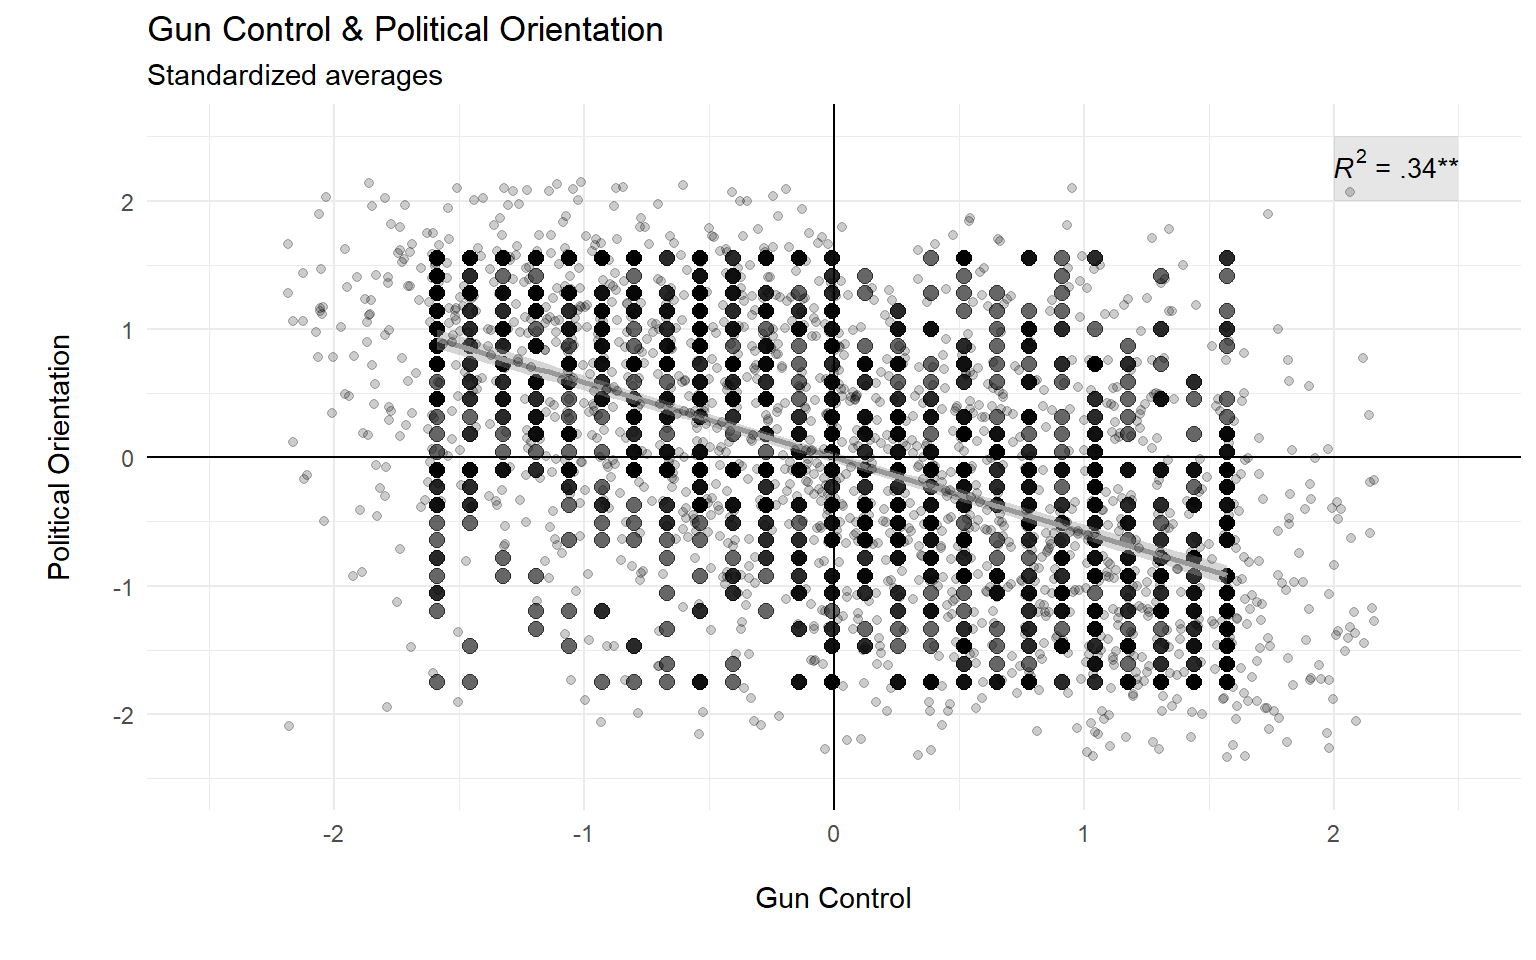 Gun Control & Political Orientation
Standardized averages
R² = .34**
Political Orientation
2
1
0
-1
-2
-2 -1 0 1 2
Gun Control